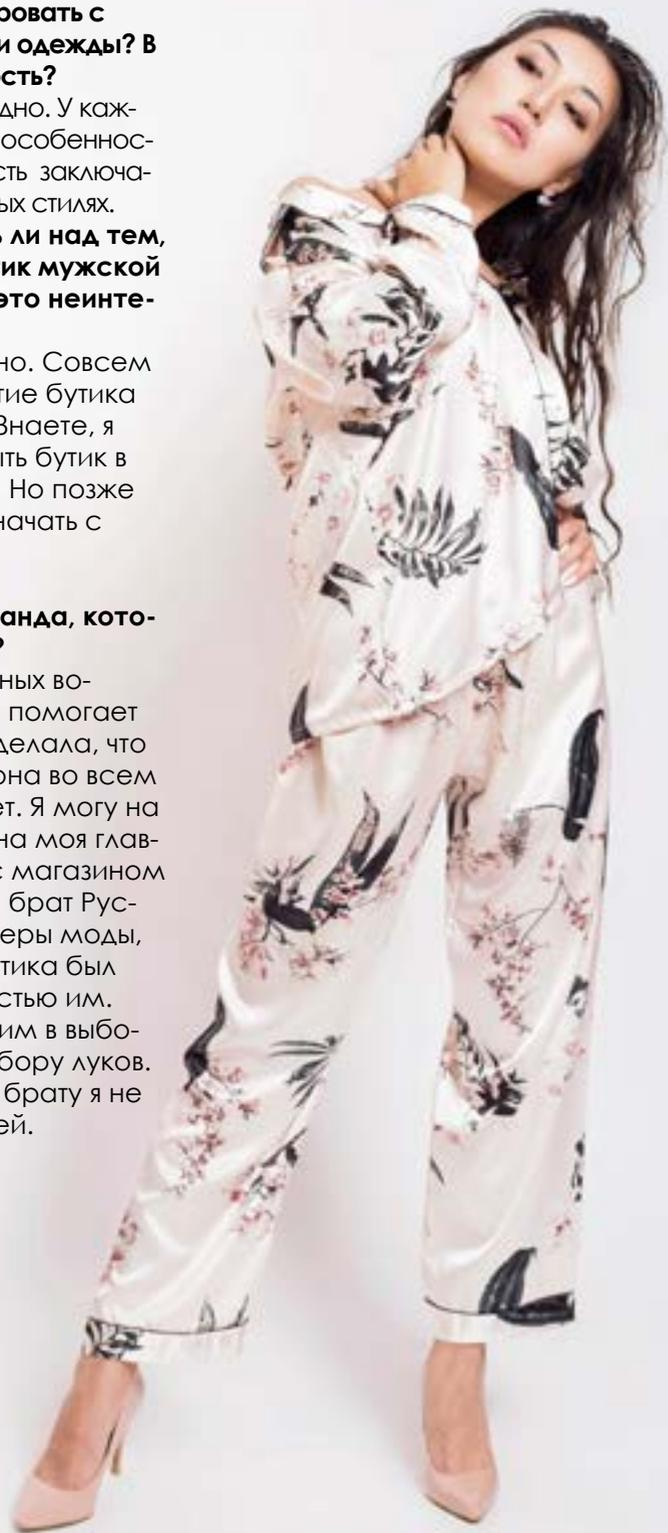 ровать с
и одежды? В
сть?
дно. У каж-
особеннос-
сть заключа-
ых стилях.
ь ли над тем,
ик мужской
это неинте-
но. Совсем
тие бутика
Знаете, я
ыть бутик в
Но позже
начать с
анда, кото-
?
ных во-
помогает
делала, что
она во всем
ет. Я могу на
на моя глав-
с магазином
брат Рус-
еры моды,
тика был
стью им.
им в выбо-
бору луков.
брату я не
ей.